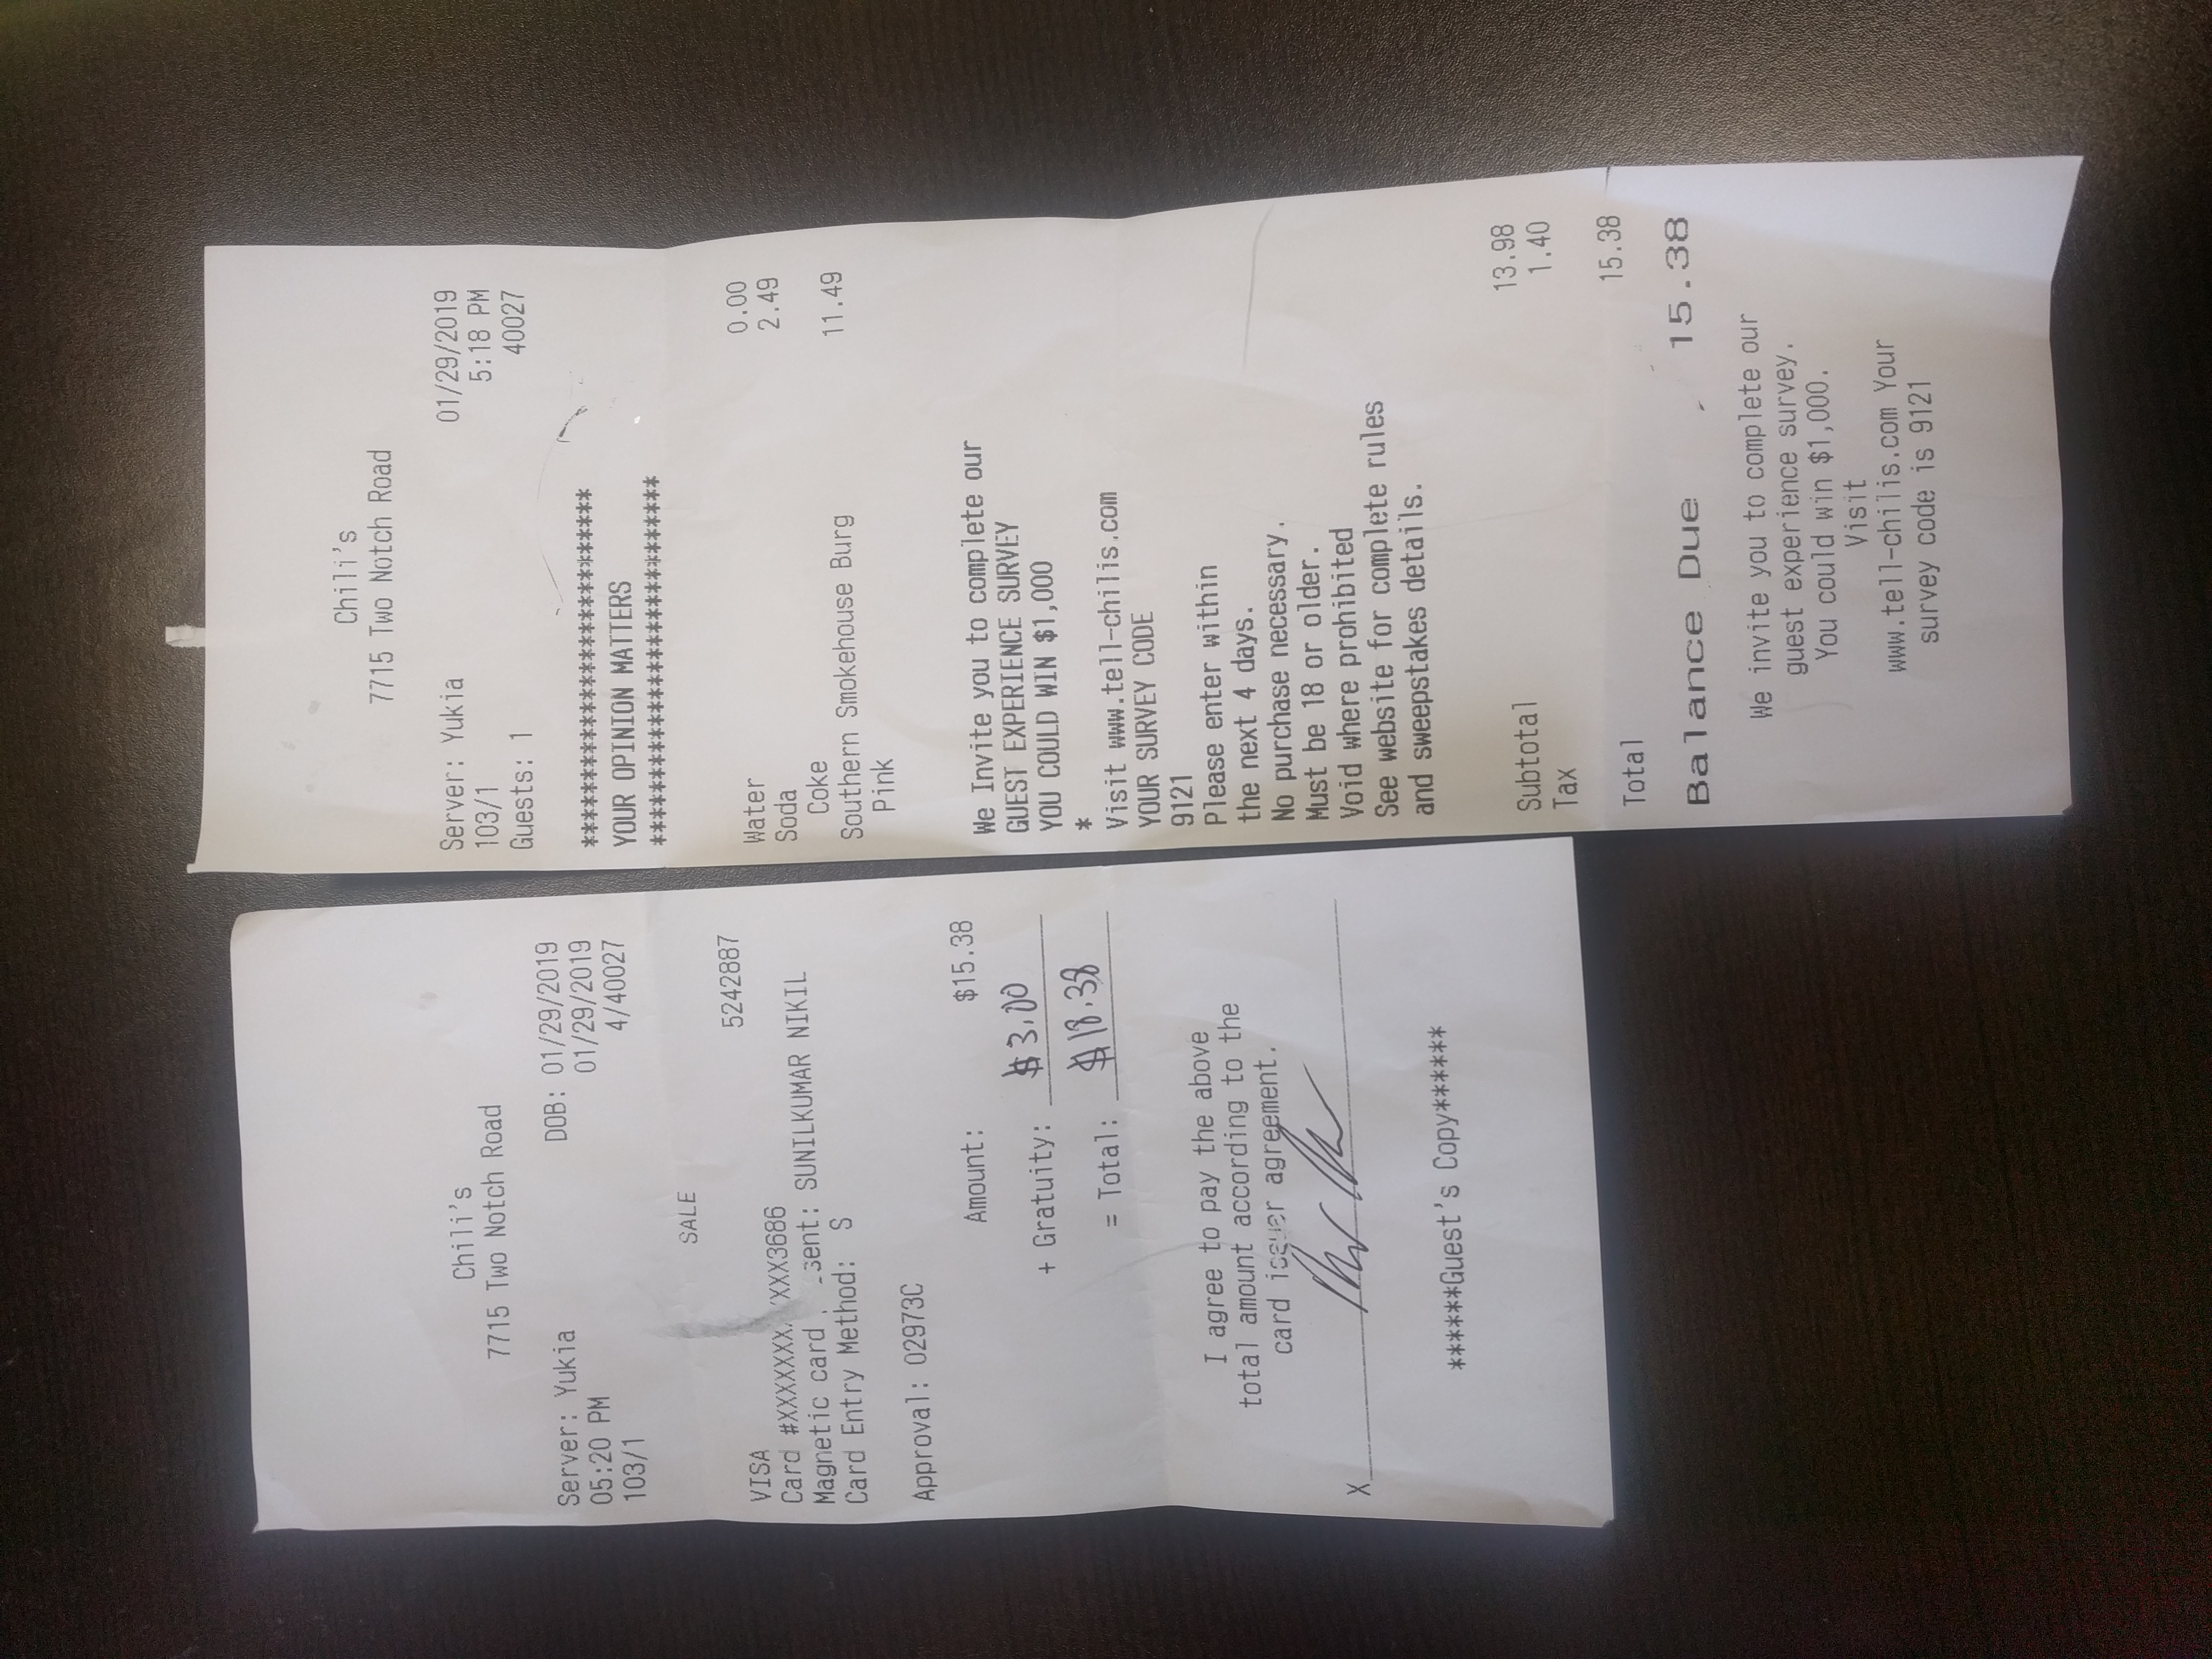 Chili's
7715 Two Notch Road
Server: Yukia DOB: 01/29/2019
05:20 PM 01/29/2019
103/1 4/40027
SALE
VISA 5242887
Card #XXXXXXXX XXX3686
Magnetic card sent: SUNILKUMAR NIKIL
Card Entry Method: S
Approval: 02973C
Amount: $15.38
+ Gratuity: $3.00
= Total: $18.38
I agree to pay the above
total amount according to the
card issuer agreement.
X
******Guest's Copy******
Chili's
7715 Two Notch Road
Server: Yukia 01/29/2019
103/1 5:18 PM
Guests: 1 40027
****************************
YOUR OPINION MATTERS
****************************
Water 0.00
Soda 2.49
Coke
Southern Smokehouse Burg 11.49
Pink
We Invite you to complete our
GUEST EXPERIENCE SURVEY
YOU COULD WIN $1,000
*
Visit www.tell-chilis.com
YOUR SURVEY CODE
9121
Please enter within
the next 4 days.
No purchase necessary.
Must be 18 or older.
Void where prohibited
See website for complete rules
and sweepstakes details.
Subtotal 13.98
Tax 1.40
Total 15.38
Balance Due 15.38
We invite you to complete our
guest experience survey.
You could win $1,000.
Visit
www.tell-chilis.com Your
survey code is 9121